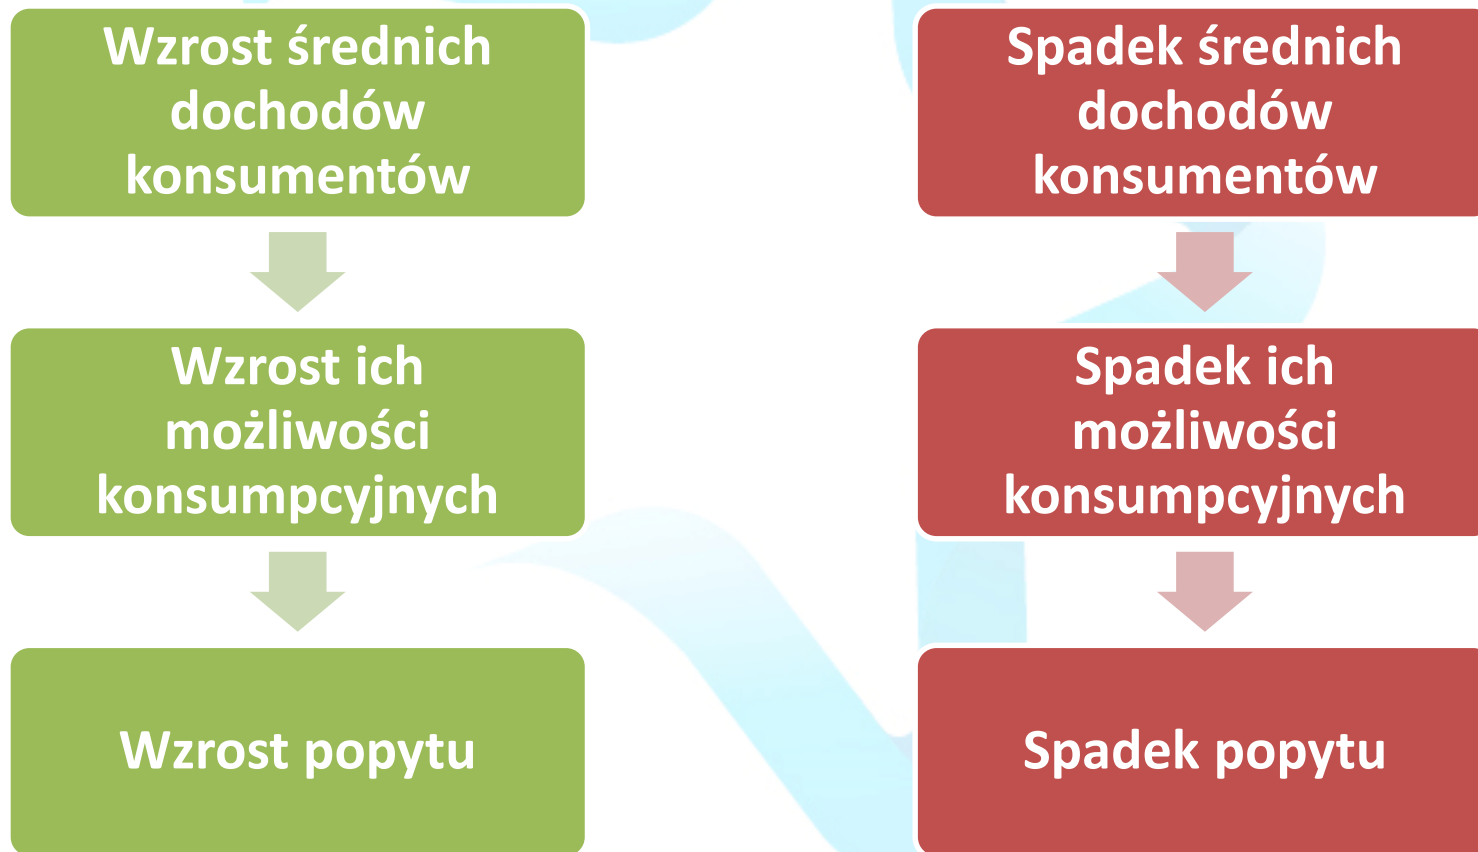 Wzrost średnich
dochodów
konsumentów
Wzrost ich
możliwości
konsumpcyjnych
Wzrost popytu
Spadek średnich
dochodów
konsumentów
Spadek ich
możliwości
konsumpcyjnych
Spadek popytu